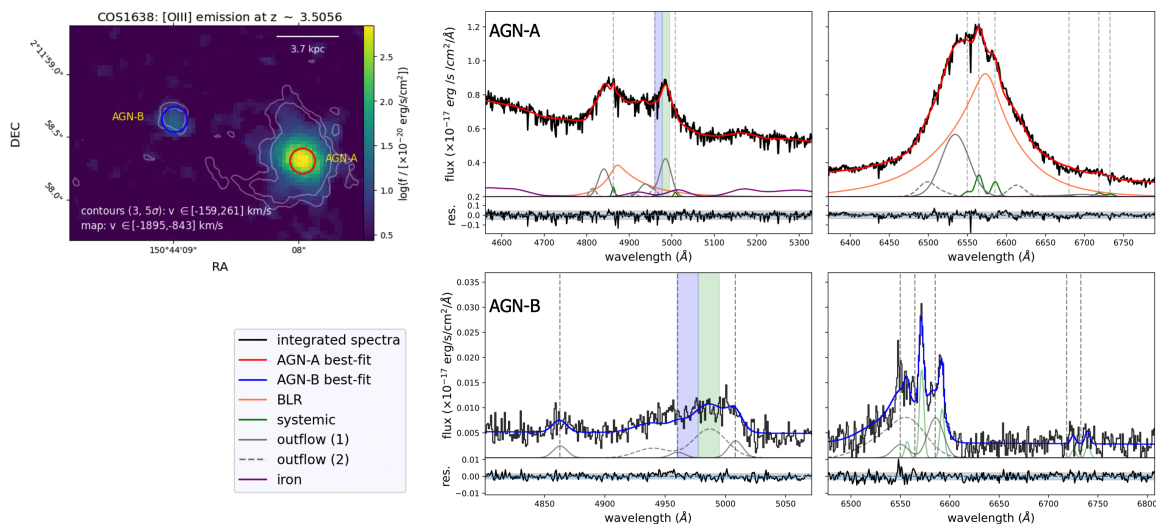 COS1638: [OIII] emission at z ~ 3.5056
3.7 kpc
AGN-B
AGN-A
contours (3, 5σ): v ∈[-159,261] km/s
map: v ∈[-1895,-843] km/s
2°11'59.0"
58.5"
58.0"
DEC
150°44'09"
08"
RA
2.5
2.0
1.5
1.0
0.5
log(f / [×10⁻²⁰ erg/s/cm²])
integrated spectra
AGN-A best-fit
AGN-B best-fit
BLR
systemic
outflow (1)
outflow (2)
iron
AGN-A
flux (×10⁻¹⁷ erg /s /cm²/Å)
1.2
1.0
0.8
0.6
0.4
0.2
res.
0.1
0.0
-0.1
4600 4700 4800 4900 5000 5100 5200 5300
wavelength (Å)
6400 6450 6500 6550 6600 6650 6700 6750
wavelength (Å)
AGN-B
flux (×10⁻¹⁷ erg/s/cm²/Å)
0.035
0.030
0.025
0.020
0.015
0.010
0.005
res.
0.01
0.00
−0.01
4850 4900 4950 5000 5050
wavelength (Å)
6500 6550 6600 6650 6700 6750 6800
wavelength (Å)